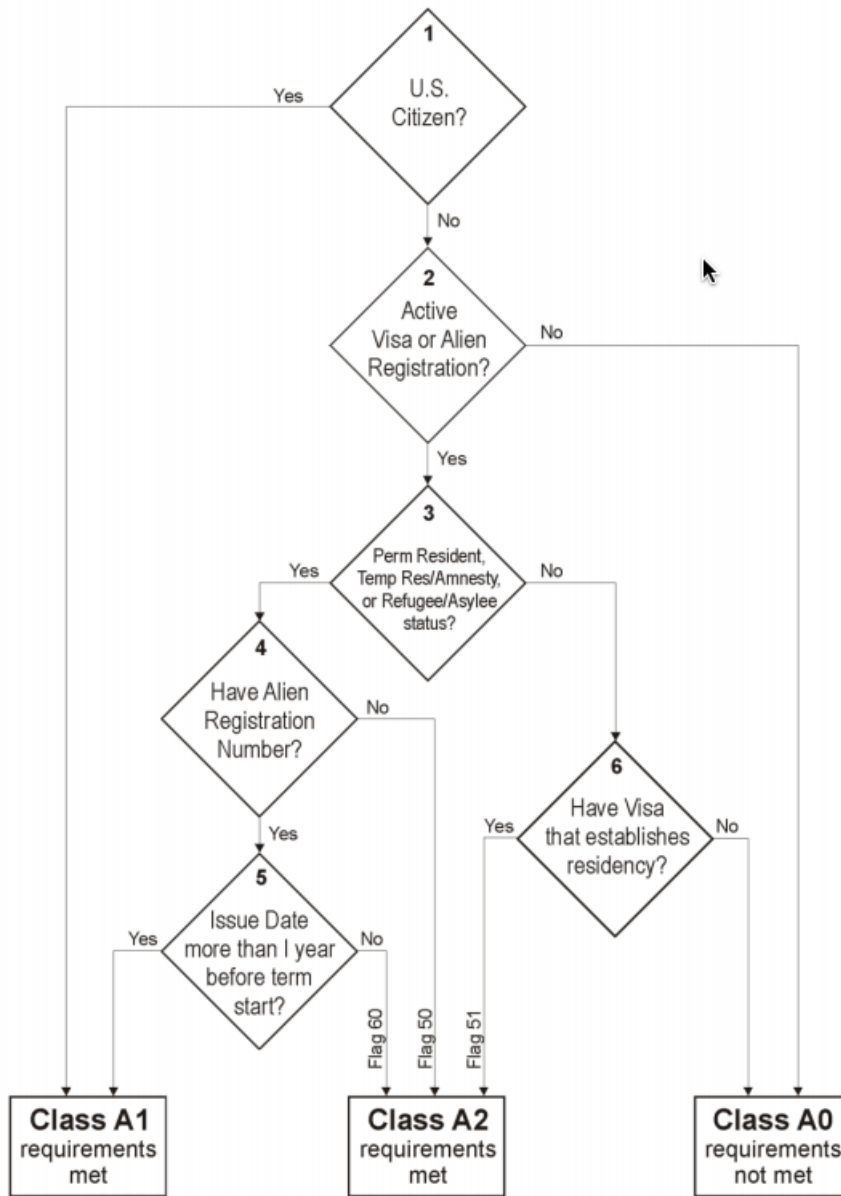 1
U.S.
Citizen?
Yes
No
2
Active
Visa or Alien
Registration?
No
Yes
3
Perm Resident,
Temp Res/Amnesty,
or Refugee/Asylee
status?
Yes
No
4
Have Alien
Registration
Number?
No
Yes
6
Have Visa
that establishes
residency?
Yes
No
5
Issue Date
more than I year
before term
start?
Yes
No
Flag 60
Flag 50
Flag 51
Class A1
requirements
met
Class A2
requirements
met
Class A0
requirements
not met